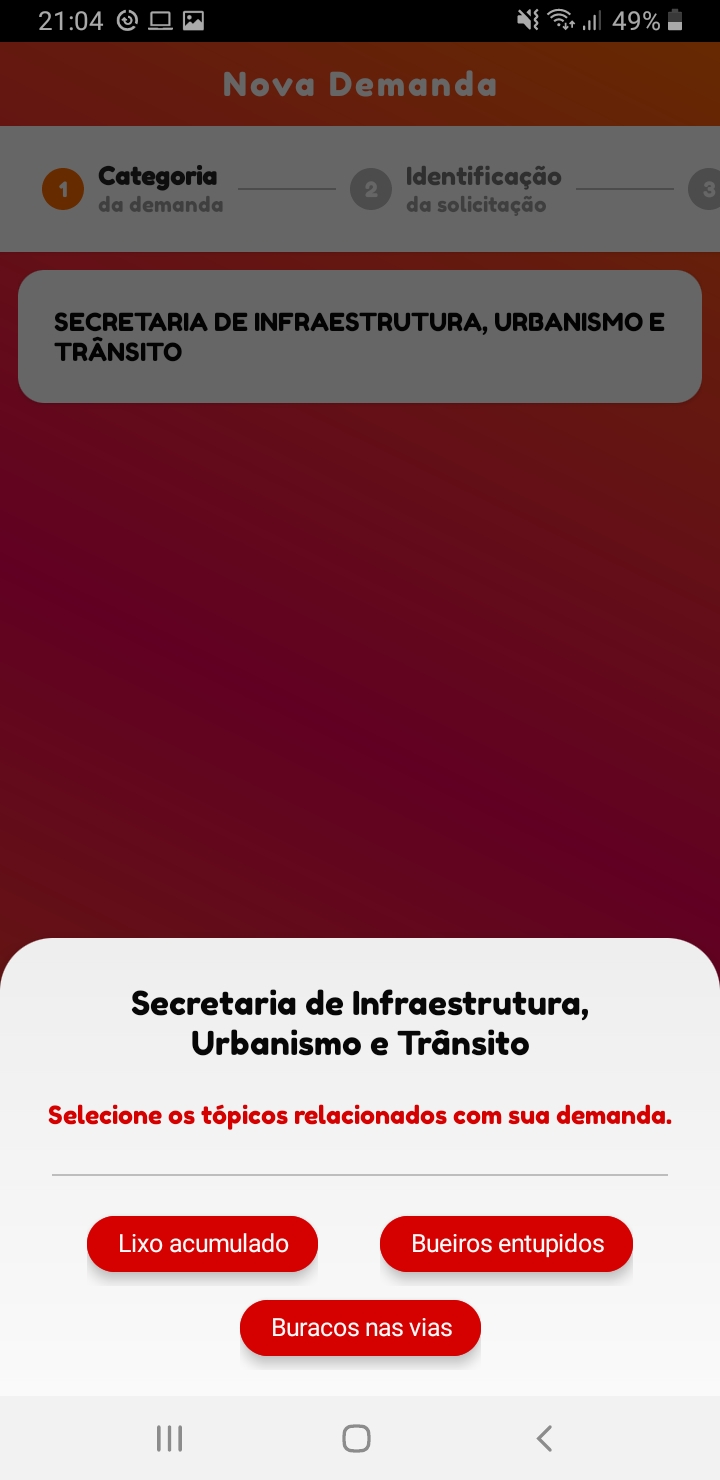 21:04
49%
Nova Demanda
1
Categoria
da demanda
2
Identificação
da solicitação
3
SECRETARIA DE INFRAESTRUTURA, URBANISMO E
TRÂNSITO
Secretaria de Infraestrutura,
Urbanismo e Trânsito
Selecione os tópicos relacionados com sua demanda.
Lixo acumulado
Bueiros entupidos
Buracos nas vias